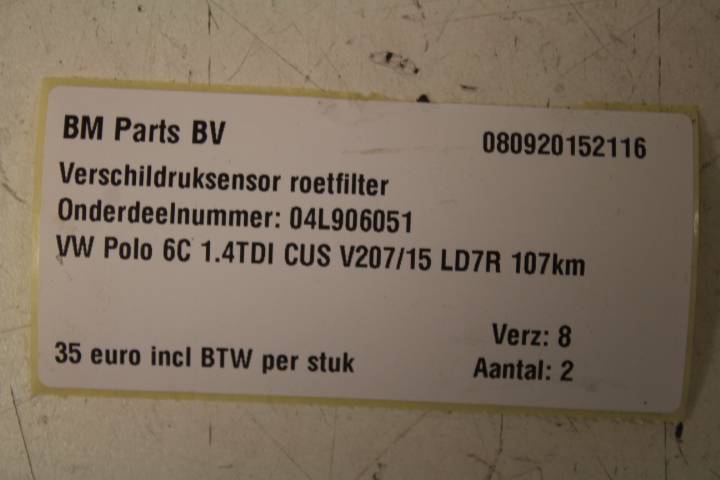 BM Parts BV 080920152116
Verschildruksensor roetfilter
Onderdeelnummer: 04L906051
VW Polo 6C 1.4TDI CUS V207/15 LD7R 107km
Verz: 8
35 euro incl BTW per stuk Aantal: 2